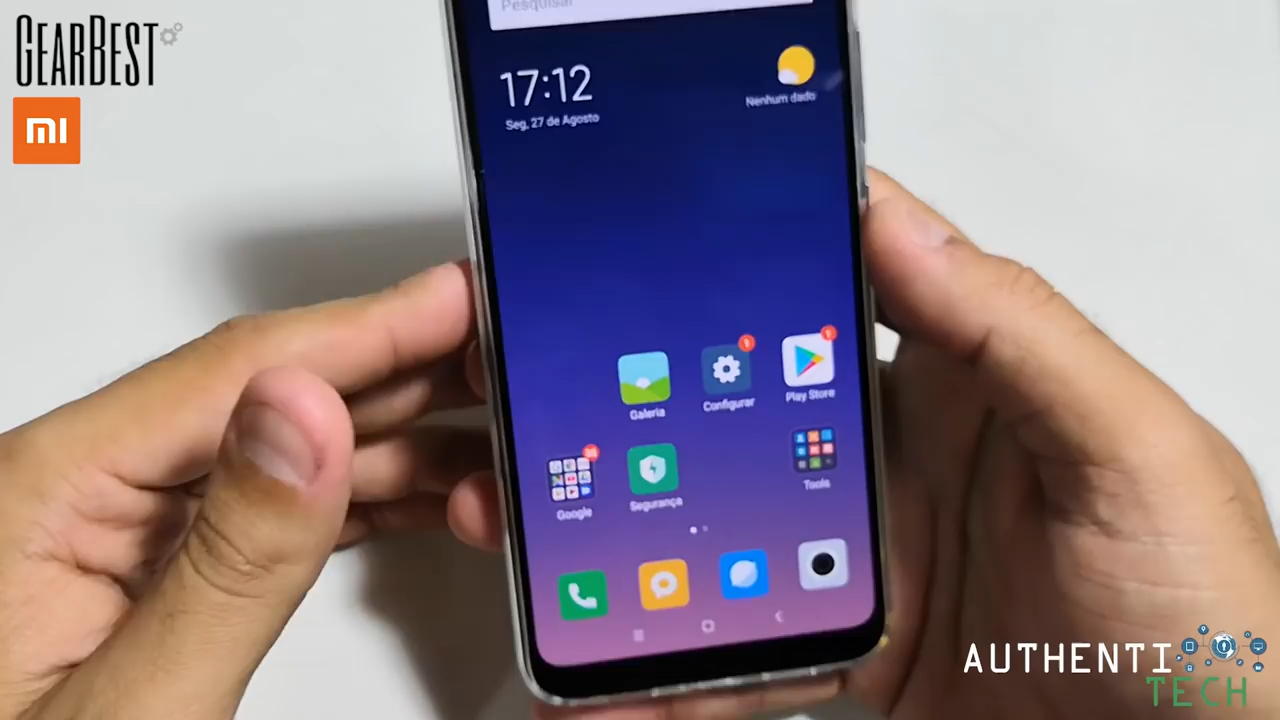 GEARBEST
mi
Pesquisar
17:12
Seg, 27 de Agosto
Nenhum dado
Galeria
Configurar
Play Store
Google
Segurança
Tools
AUTHENTI
TECH